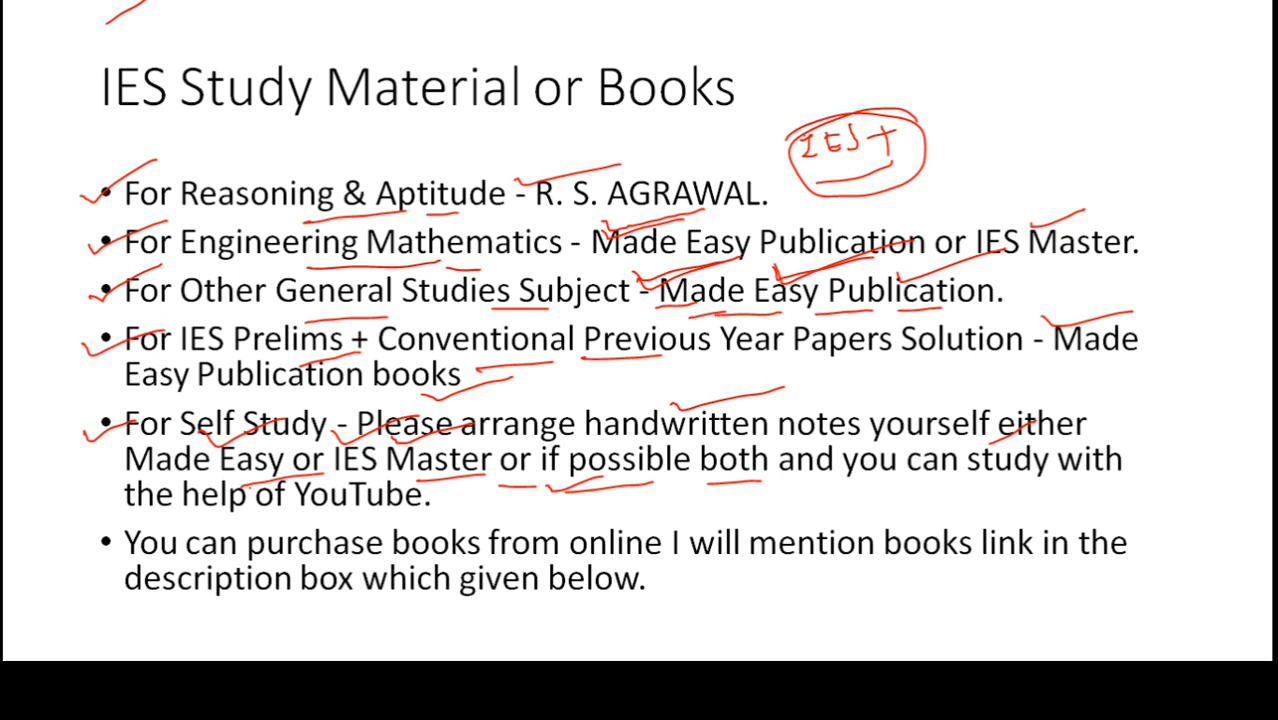 IES Study Material or Books
IES +
• For Reasoning & Aptitude - R. S. AGRAWAL.
• For Engineering Mathematics - Made Easy Publication or IES Master.
• For Other General Studies Subject - Made Easy Publication.
• For IES Prelims + Conventional Previous Year Papers Solution - Made
Easy Publication books
• For Self Study - Please arrange handwritten notes yourself either
Made Easy or IES Master or if possible both and you can study with
the help of YouTube.
• You can purchase books from online I will mention books link in the
description box which given below.